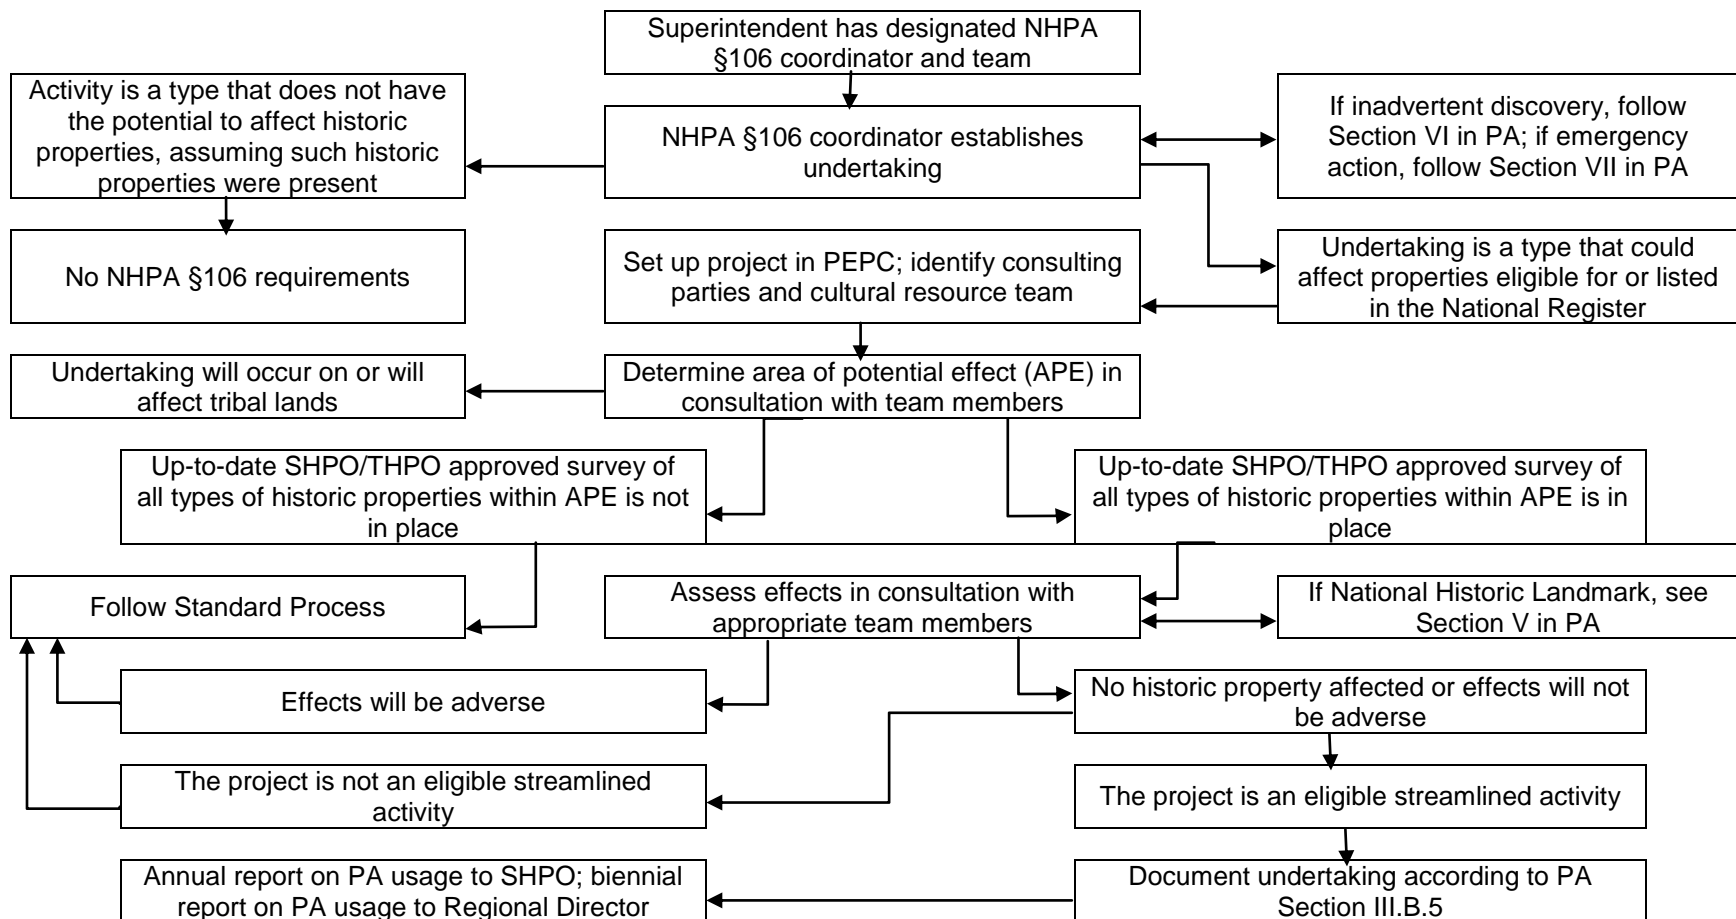 Superintendent has designated NHPA
§106 coordinator and team
Activity is a type that does not have
the potential to affect historic
properties, assuming such historic
properties were present
NHPA §106 coordinator establishes
undertaking
If inadvertent discovery, follow
Section VI in PA; if emergency
action, follow Section VII in PA
No NHPA §106 requirements
Set up project in PEPC; identify consulting
parties and cultural resource team
Undertaking is a type that could
affect properties eligible for or listed
in the National Register
Undertaking will occur on or will
affect tribal lands
Determine area of potential effect (APE) in
consultation with team members
Up-to-date SHPO/THPO approved survey of
all types of historic properties within APE is not
in place
Up-to-date SHPO/THPO approved survey of
all types of historic properties within APE is in
place
Follow Standard Process
Assess effects in consultation with
appropriate team members
If National Historic Landmark, see
Section V in PA
Effects will be adverse
No historic property affected or effects will not
be adverse
The project is not an eligible streamlined
activity
The project is an eligible streamlined activity
Annual report on PA usage to SHPO; biennial
report on PA usage to Regional Director
Document undertaking according to PA
Section III.B.5